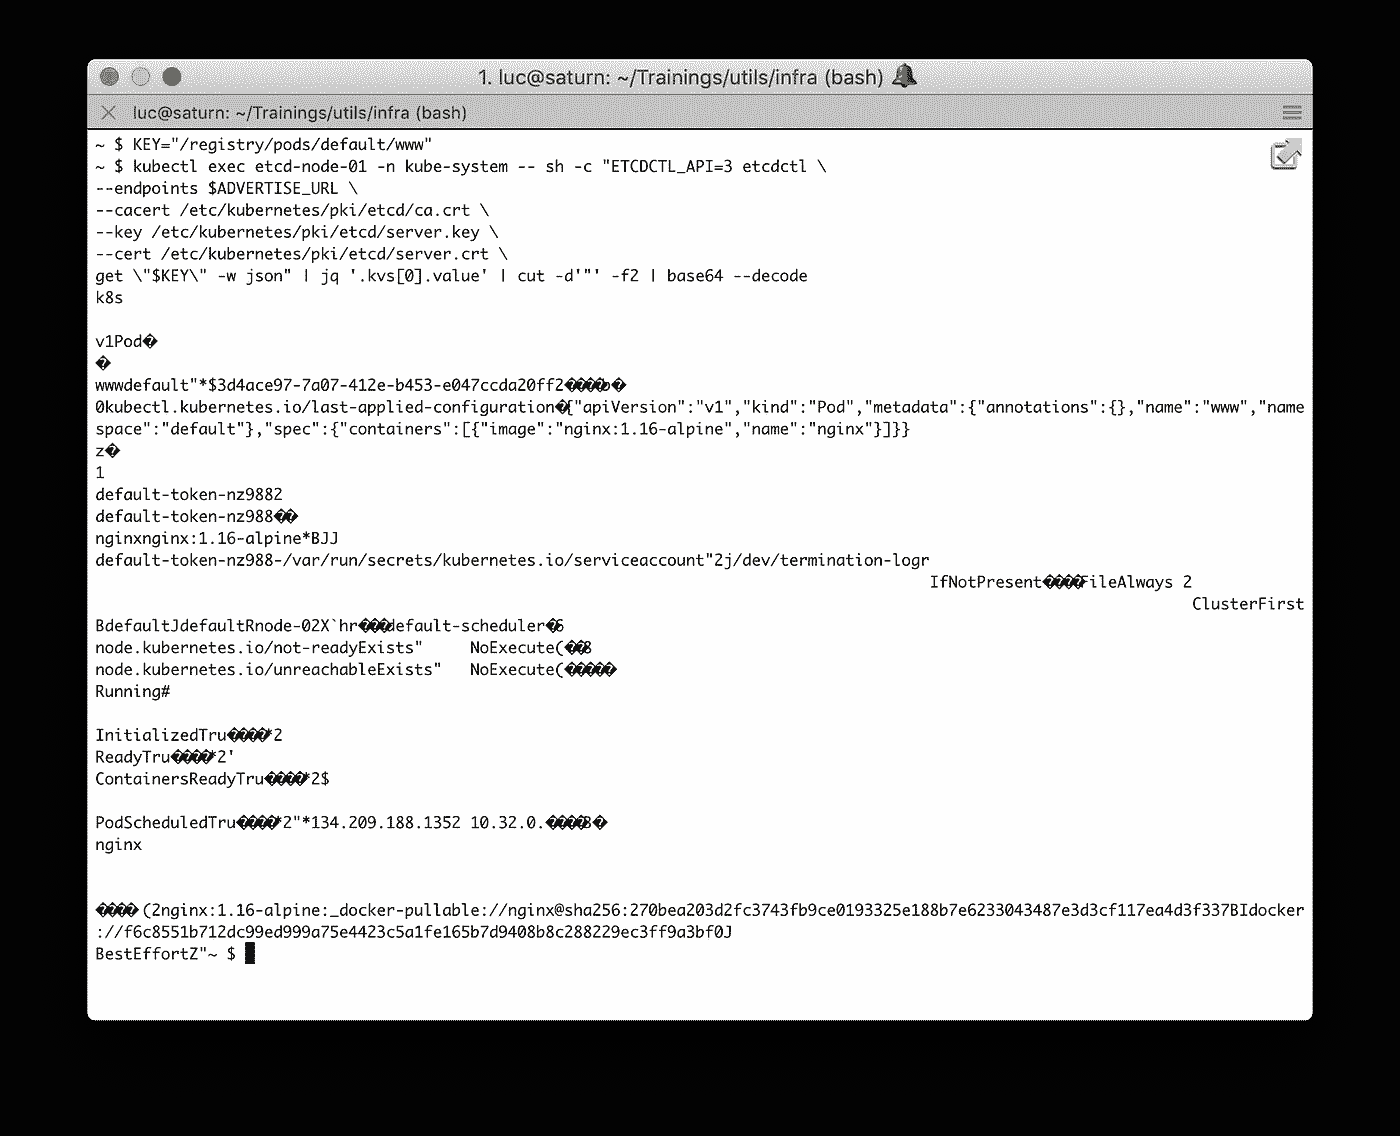 1. luc@saturn: ~/Trainings/utils/infra (bash)
luc@saturn: ~/Trainings/utils/infra (bash)
~ $ KEY="/registry/pods/default/www"
~ $ kubectl exec etcd-node-01 -n kube-system -- sh -c "ETCDCTL_API=3 etcdctl \
--endpoints $ADVERTISE_URL \
--cacert /etc/kubernetes/pki/etcd/ca.crt \
--key /etc/kubernetes/pki/etcd/server.key \
--cert /etc/kubernetes/pki/etcd/server.crt \
get \"$KEY\" -w json" | jq '.kvs[0].value' | cut -d'"' -f2 | base64 --decode
k8s
v1Pod�
�
wwwdefault"*$3d4ace97-7a07-412e-b453-e047ccda20ff2����b�
0kubectl.kubernetes.io/last-applied-configuration�{"apiVersion":"v1","kind":"Pod","metadata":{"annotations":{},"name":"www","name
space":"default"},"spec":{"containers":[{"image":"nginx:1.16-alpine","name":"nginx"}]}}
z�
1
default-token-nz9882
default-token-nz988��
nginxnginx:1.16-alpine*BJJ
default-token-nz988-/var/run/secrets/kubernetes.io/serviceaccount"2j/dev/termination-logr
IfNotPresent����FileAlways 2
ClusterFirst
BdefaultJdefaultRnode-02X`hr���default-scheduler�6
node.kubernetes.io/not-readyExists" NoExecute(��8
node.kubernetes.io/unreachableExists" NoExecute(�����
Running#
InitializedTru����*2
ReadyTru����*2'
ContainersReadyTru����*2$
PodScheduledTru����*2"*134.209.188.1352 10.32.0.����B�
nginx
����(2nginx:1.16-alpine:_docker-pullable://nginx@sha256:270bea203d2fc3743fb9ce0193325e188b7e6233043487e3d3cf117ea4d3f337BIdocker
://f6c8551b712dc99ed999a75e4423c5a1fe165b7d9408b8c288229ec3ff9a3bf0J
BestEffortZ"~ $